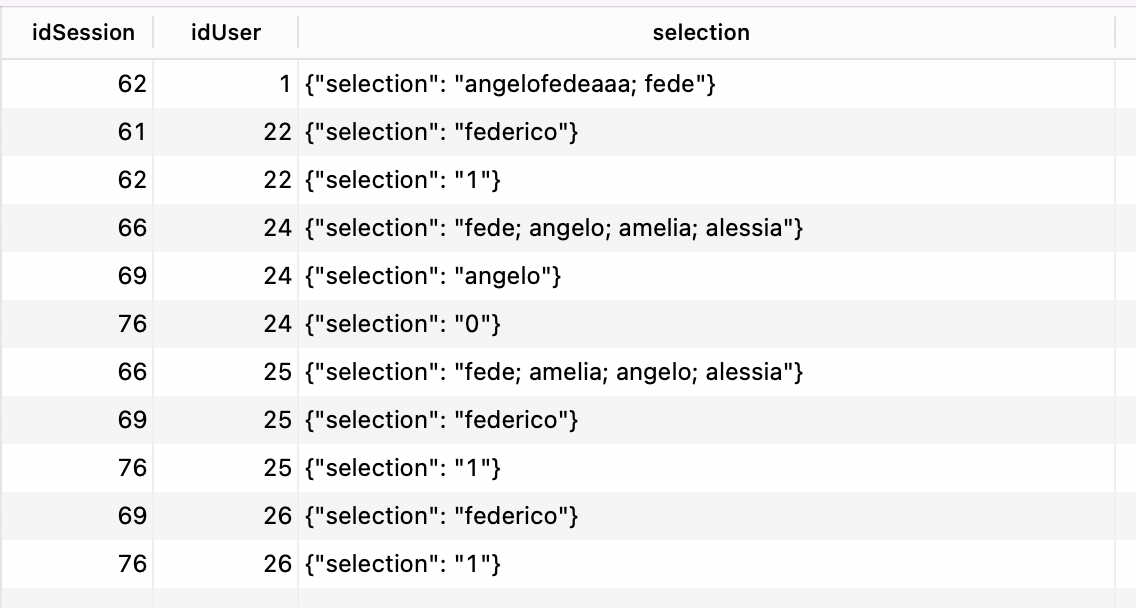 idSession idUser selection
62 1 {"selection": "angelofedeaaa; fede"}
61 22 {"selection": "federico"}
62 22 {"selection": "1"}
66 24 {"selection": "fede; angelo; amelia; alessia"}
69 24 {"selection": "angelo"}
76 24 {"selection": "0"}
66 25 {"selection": "fede; amelia; angelo; alessia"}
69 25 {"selection": "federico"}
76 25 {"selection": "1"}
69 26 {"selection": "federico"}
76 26 {"selection": "1"}